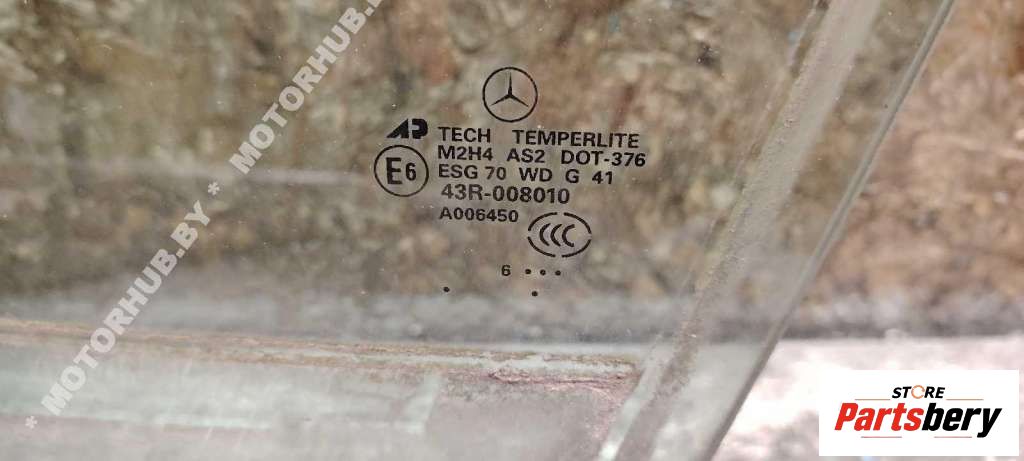 AP TECH TEMPERLITE
M2H4 AS2 DOT-376
E6 ESG 70 WD G 41
43R-008010
A006450
CCC
6 • • •
* MOTORHUB.BY * MOTORHUB.BY
STORE
Partsbery